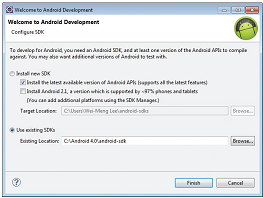 Welcome to Android Development
Welcome to Android Development
Configure SDK
To develop for Android, you need an Android SDK, and at least one version of the Android APIs to compile
against. You may also want additional versions of Android to test with.
Install new SDK
Install the latest available version of Android APIs (supports all the latest features)
Install Android 2.1, a version which is supported by ~97% phones and tablets
(You can add additional platforms using the SDK Manager.)
Target Location: C:\Users\Wei-Meng Lee\android-sdks Browse...
Use existing SDKs
Existing Location: C:\Android 4.0\android-sdk Browse...
Finish Cancel